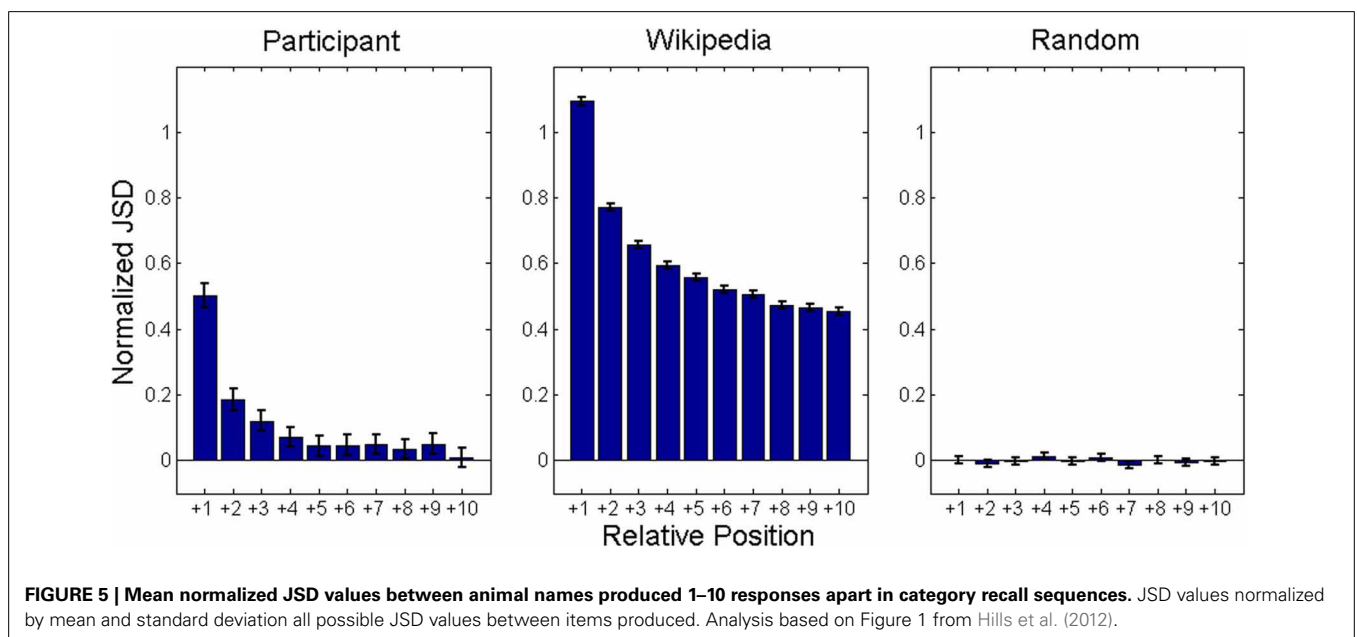 Participant
Wikipedia
Random
Normalized JSD
1
0.8
0.6
0.4
0.2
0
+1 +2 +3 +4 +5 +6 +7 +8 +9 +10
1
0.8
0.6
0.4
0.2
0
+1 +2 +3 +4 +5 +6 +7 +8 +9 +10
1
0.8
0.6
0.4
0.2
0
+1 +2 +3 +4 +5 +6 +7 +8 +9 +10
Relative Position
FIGURE 5 | Mean normalized JSD values between animal names produced 1–10 responses apart in category recall sequences. JSD values normalized
by mean and standard deviation all possible JSD values between items produced. Analysis based on Figure 1 from Hills et al. (2012).